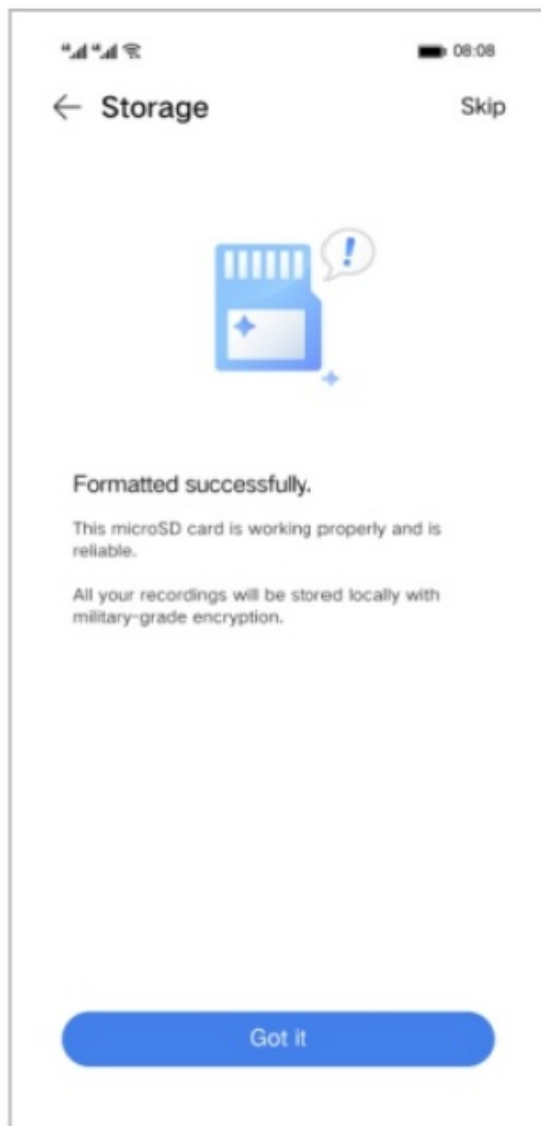 08:08
Storage
Skip
Formatted successfully.
This microSD card is working properly and is
reliable.
All your recordings will be stored locally with
military-grade encryption.
Got it